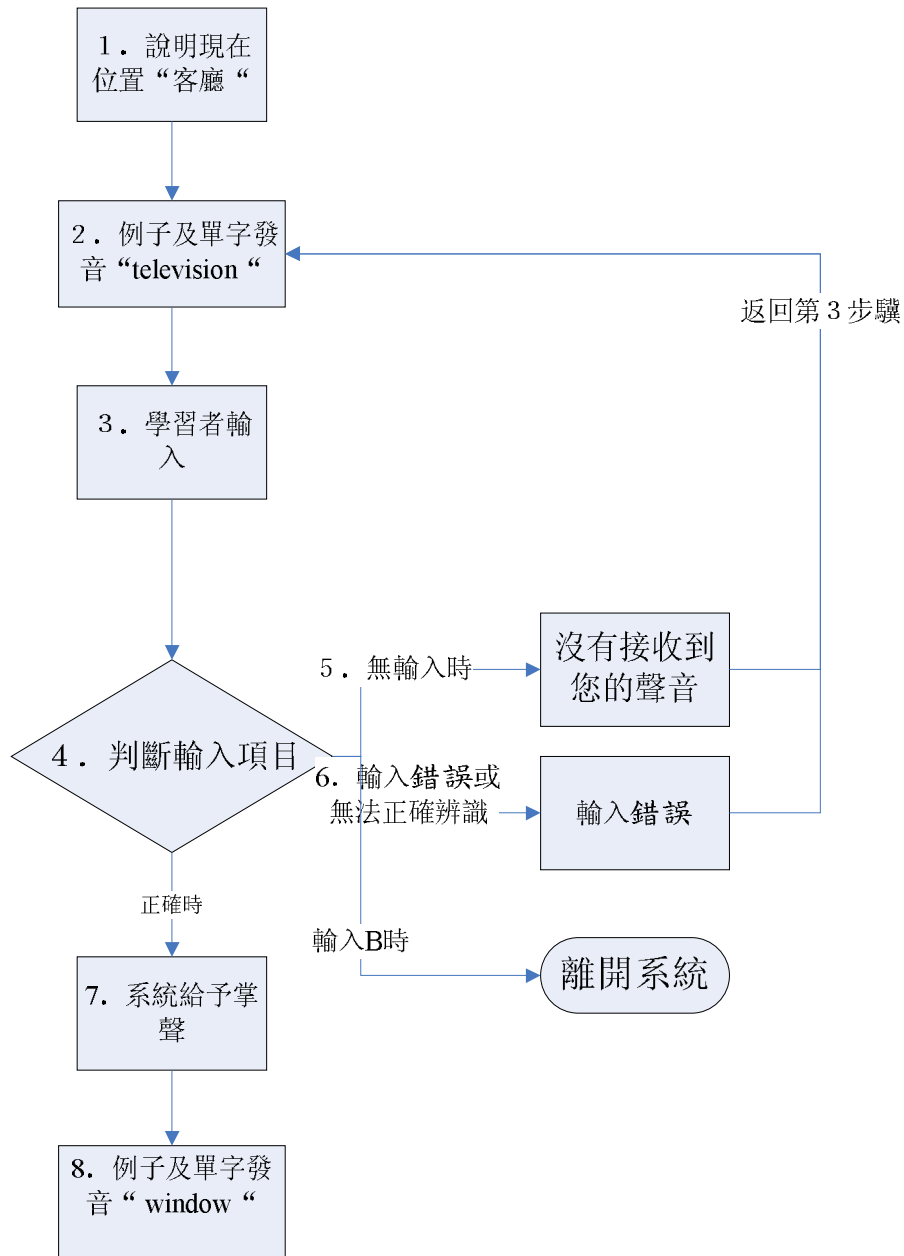 １．說明現在
位置“客廳“
２．例子及單字發
音“television“
返回第３步驟
３．學習者輸
入
５．無輸入時
沒有接收到
您的聲音
４．判斷輸入項目
6．輸入錯誤或
無法正確辨識
輸入錯誤
正確時
輸入B時
離開系統
7．系統給予掌
聲
8．例子及單字發
音“ window “